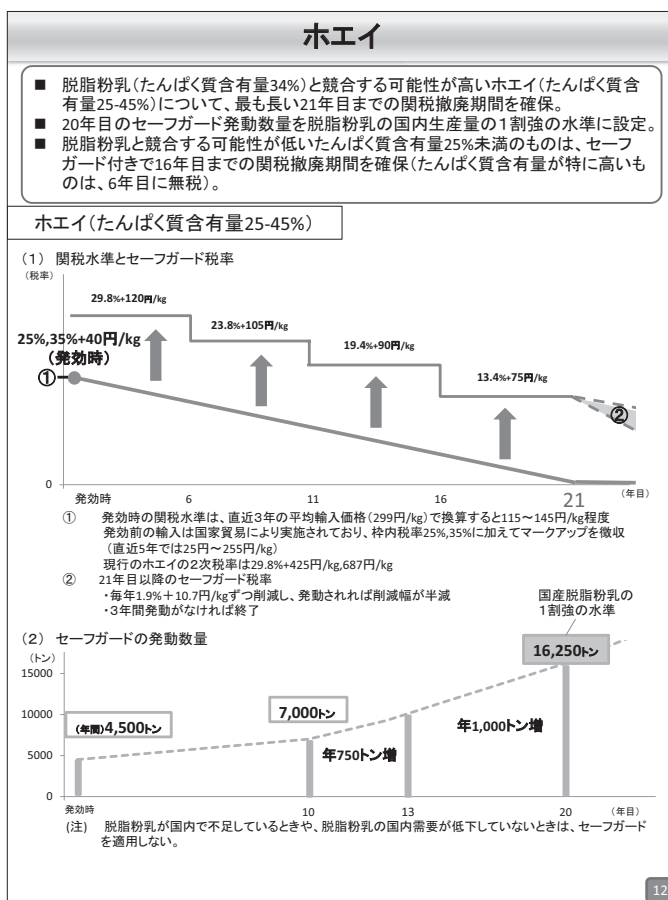 ホエイ
■ 脱脂粉乳(たんぱく質含有量34%)と競合する可能性が高いホエイ(たんぱく質含
有量25-45%)について、最も長い21年目までの関税撤廃期間を確保。
■ 20年目のセーフガード発動数量を脱脂粉乳の国内生産量の1割強の水準に設定。
■ 脱脂粉乳と競合する可能性が低いたんぱく質含有量25%未満のものは、セーフ
ガード付きで16年目までの関税撤廃期間を確保(たんぱく質含有量が特に高いも
のは、6年目に無税)。
ホエイ(たんぱく質含有量25-45%)
(1) 関税水準とセーフガード税率
(税率)
29.8%+120円/kg
23.8%+105円/kg
19.4%+90円/kg
13.4%+75円/kg
25%,35%+40円/kg
(発効時)
①
②
0
発効時 6 11 16 21 (年目)
① 発効時の関税水準は、直近3年の平均輸入価格(299円/kg)で換算すると115~145円/kg程度
発効前の輸入は国家貿易により実施されており、枠内税率25%,35%に加えてマークアップを徴収
(直近5年では25円~255円/kg)
現行のホエイの2次税率は29.8%+425円/kg,687円/kg
② 21年目以降のセーフガード税率
・毎年1.9%+10.7円/kgずつ削減し、発動されれば削減幅が半減
・3年間発動がなければ終了
国産脱脂粉乳の
1割強の水準
(2) セーフガードの発動数量
(トン)
16,250トン
15000
10000
5000
0
(年間)4,500トン
7,000トン
年750トン増
年1,000トン増
発効時 10 13 20 (年目)
(注) 脱脂粉乳が国内で不足しているときや、脱脂粉乳の国内需要が低下していないときは、セーフガード
を適用しない。
12